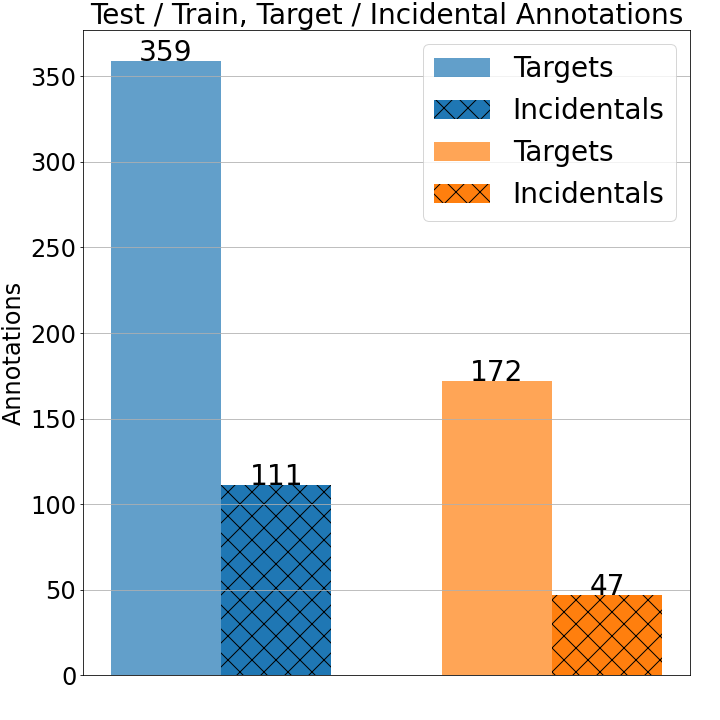 Test / Train, Target / Incidental Annotations
359
111
172
47
Targets
Incidentals
Targets
Incidentals
Annotations
350
300
250
200
150
100
50
0